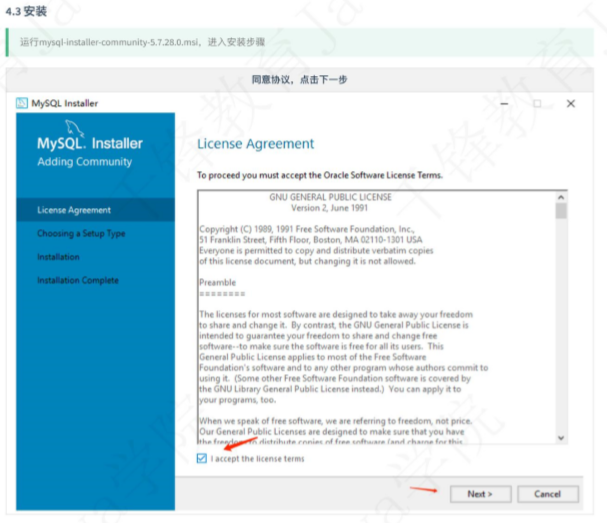 4.3 安装
运行mysql-installer-community-5.7.28.0.msi，进入安装步骤
同意协议，点击下一步
MySQL Installer
MySQL. Installer
Adding Community
License Agreement
Choosing a Setup Type
Installation
Installation Complete
License Agreement
To proceed you must accept the Oracle Software License Terms.
GNU GENERAL PUBLIC LICENSE
Version 2, June 1991
Copyright (C) 1989, 1991 Free Software Foundation, Inc.,
51 Franklin Street, Fifth Floor, Boston, MA 02110-1301 USA
Everyone is permitted to copy and distribute verbatim copies
of this license document, but changing it is not allowed.
Preamble
========
The licenses for most software are designed to take away your freedom
to share and change it. By contrast, the GNU General Public License is
intended to guarantee your freedom to share and change free
software--to make sure the software is free for all its users. This
General Public License applies to most of the Free Software
Foundation's software and to any other program whose authors commit to
using it. (Some other Free Software Foundation software is covered by
the GNU Library General Public License instead.) You can apply it to
your programs, too.
When we speak of free software, we are referring to freedom, not price.
Our General Public Licenses are designed to make sure that you have
the freedom to distribute copies of free software (and charge for this
I accept the license terms
Next >
Cancel